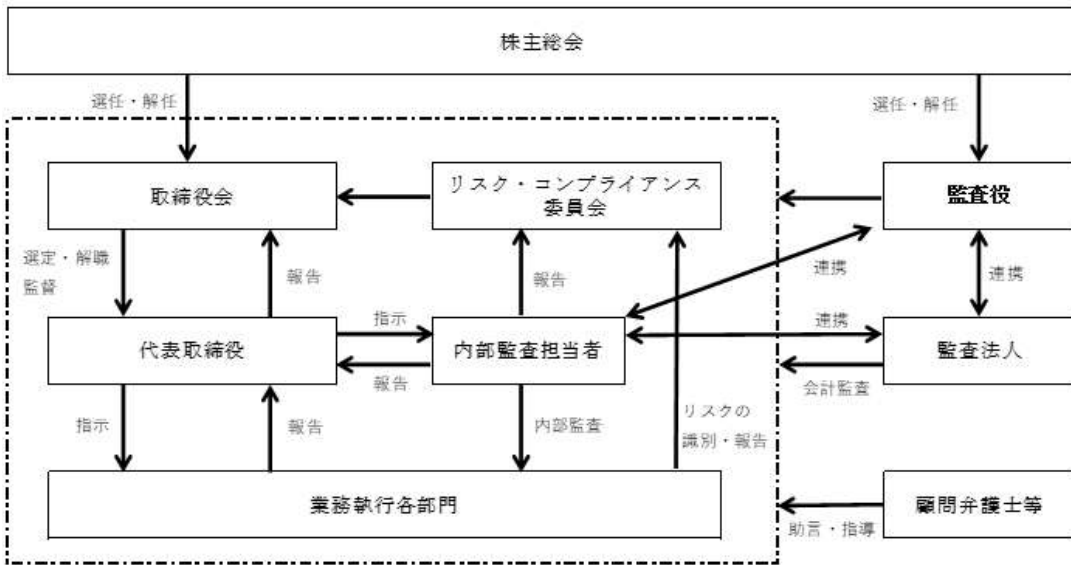 株主総会
選任・解任
選任・解任
取締役会
リスク・コンプライアンス
委員会
監査役
選定・解職
監督
報告
報告
連携
連携
代表取締役
指示
報告
内部監査担当者
連携
会計監査
監査法人
指示
報告
内部監査
リスクの
識別・報告
業務執行各部門
助言・指導
顧問弁護士等